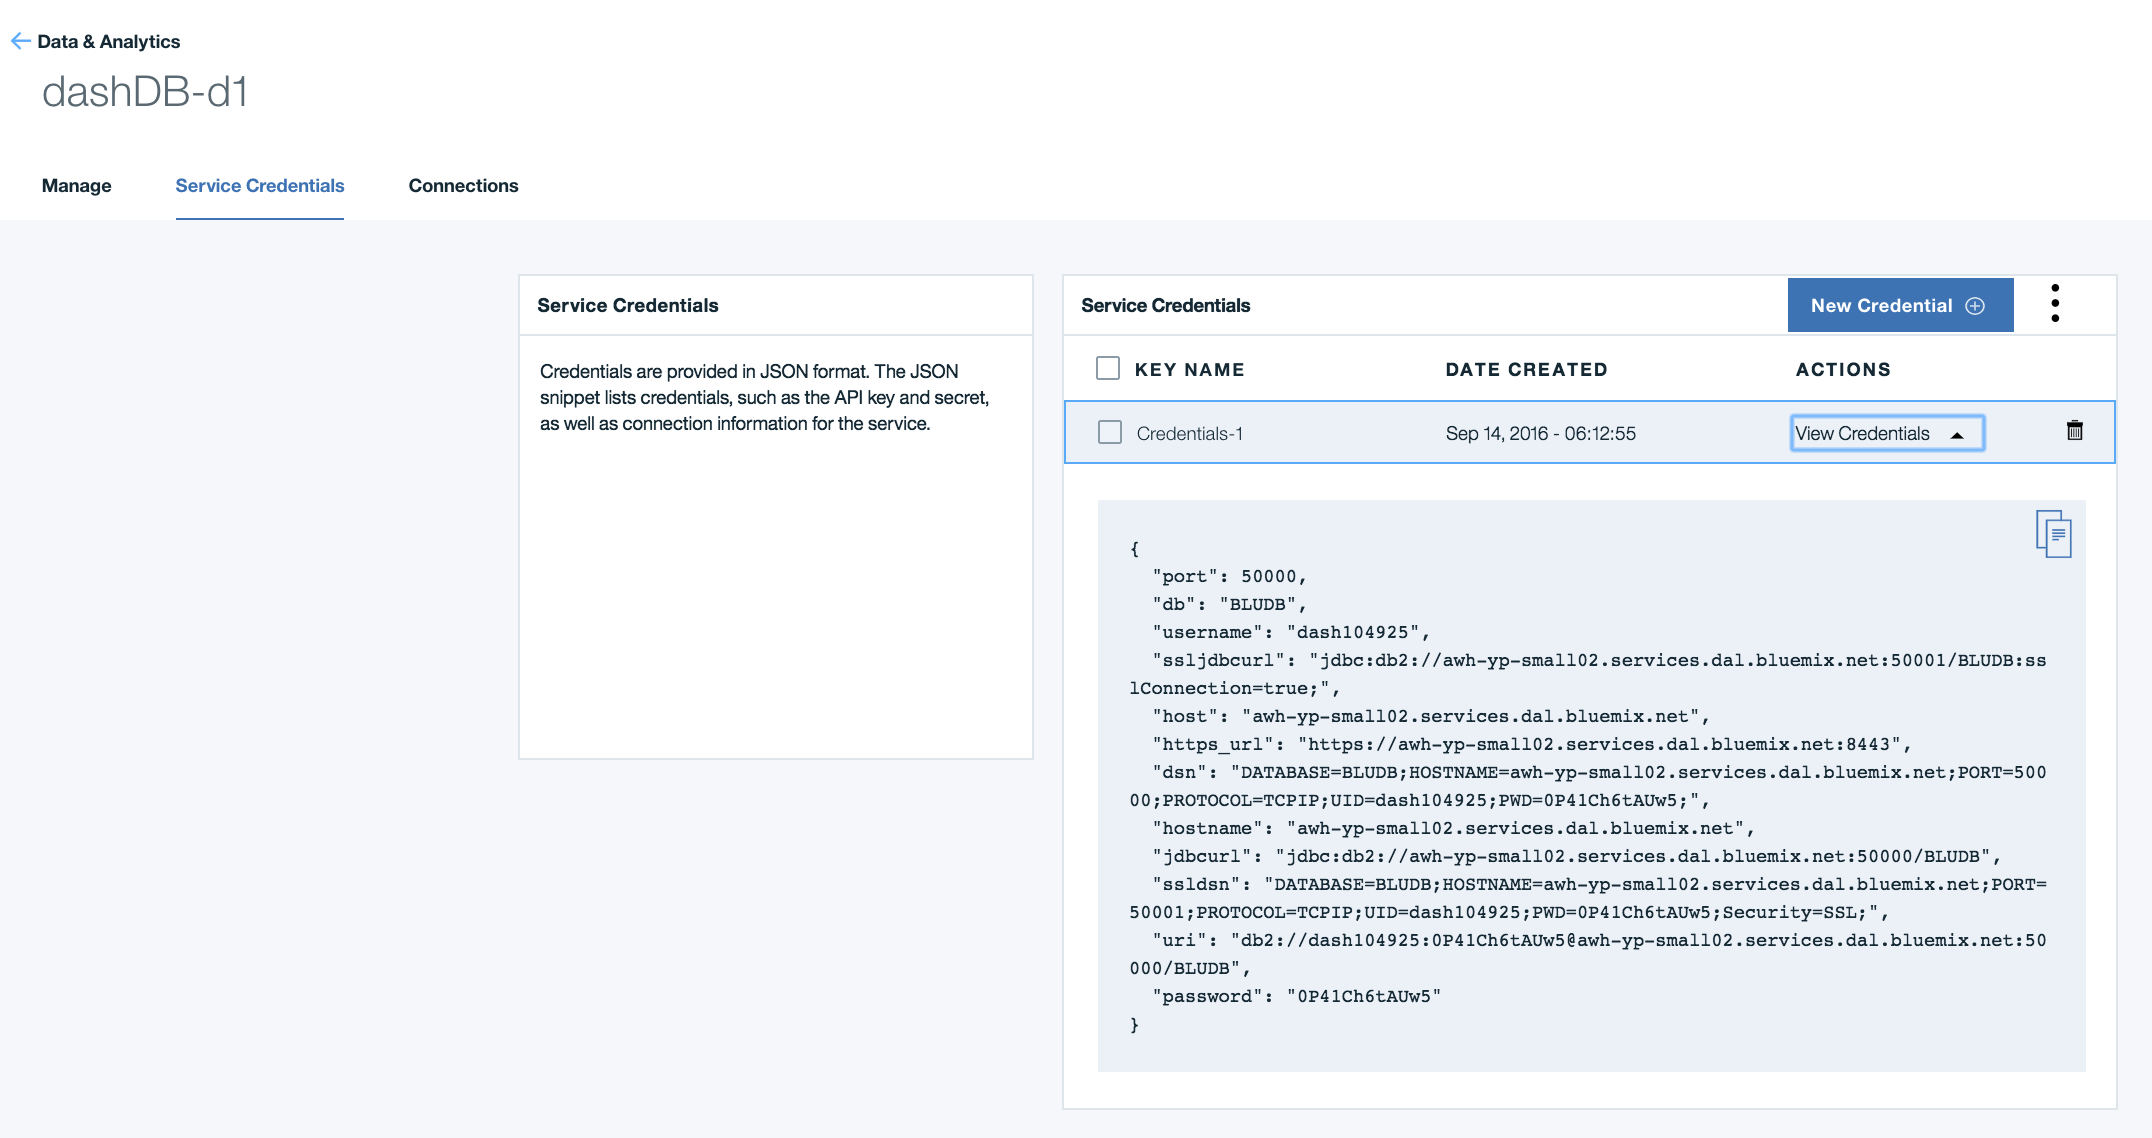 Data & Analytics
dashDB-d1
Manage
Service Credentials
Connections
Service Credentials
Credentials are provided in JSON format. The JSON
snippet lists credentials, such as the API key and secret,
as well as connection information for the service.
Service Credentials
New Credential
KEY NAME
DATE CREATED
ACTIONS
Credentials-1
Sep 14, 2016 - 06:12:55
View Credentials
{
  "port": 50000,
  "db": "BLUDB",
  "username": "dash104925",
  "ssljdbcurl": "jdbc:db2://awh-yp-small02.services.dal.bluemix.net:50001/BLUDB:ss
lConnection=true;",
  "host": "awh-yp-small02.services.dal.bluemix.net",
  "https_url": "https://awh-yp-small02.services.dal.bluemix.net:8443",
  "dsn": "DATABASE=BLUDB;HOSTNAME=awh-yp-small02.services.dal.bluemix.net;PORT=500
00;PROTOCOL=TCPIP;UID=dash104925;PWD=0P41Ch6tAUw5;",
  "hostname": "awh-yp-small02.services.dal.bluemix.net",
  "jdbcurl": "jdbc:db2://awh-yp-small02.services.dal.bluemix.net:50000/BLUDB",
  "ssldsn": "DATABASE=BLUDB;HOSTNAME=awh-yp-small02.services.dal.bluemix.net;PORT=
50001;PROTOCOL=TCPIP;UID=dash104925;PWD=0P41Ch6tAUw5;Security=SSL;",
  "uri": "db2://dash104925:0P41Ch6tAUw5@awh-yp-small02.services.dal.bluemix.net:50
000/BLUDB",
  "password": "0P41Ch6tAUw5"
}